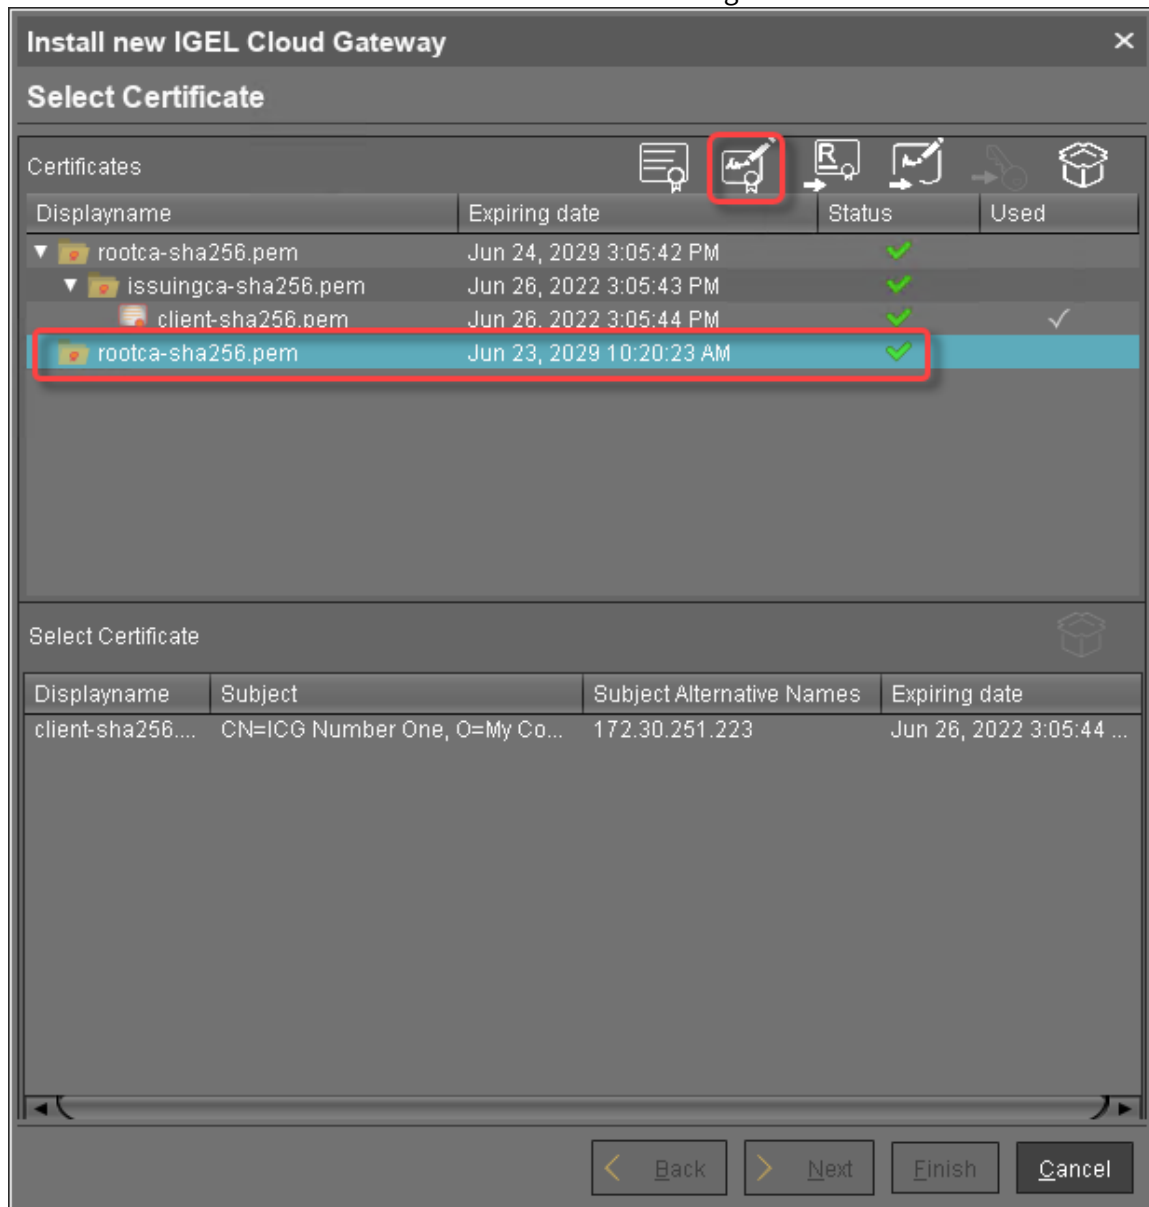 Install new IGEL Cloud Gateway ×
Select Certificate
Certificates
R
Displayname Expiring date Status Used
rootca-sha256.pem Jun 24, 2029 3:05:42 PM
issuingca-sha256.pem Jun 26, 2022 3:05:43 PM
client-sha256.pem Jun 26, 2022 3:05:44 PM
rootca-sha256.pem Jun 23, 2029 10:20:23 AM
Select Certificate
Displayname Subject Subject Alternative Names Expiring date
client-sha256.... CN=ICG Number One, O=My Co... 172.30.251.223 Jun 26, 2022 3:05:44 ...
Back Next Finish Cancel